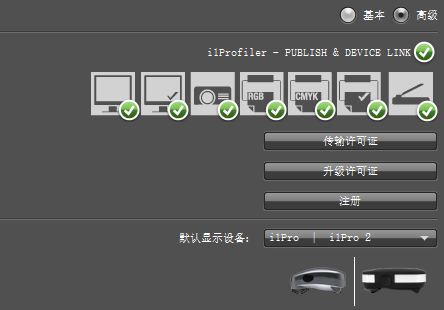 基本 高级
i1Profiler - PUBLISH & DEVICE LINK
RGB CMYK
传输许可证
升级许可证
注册
默认显示设备: i1Pro | i1Pro 2